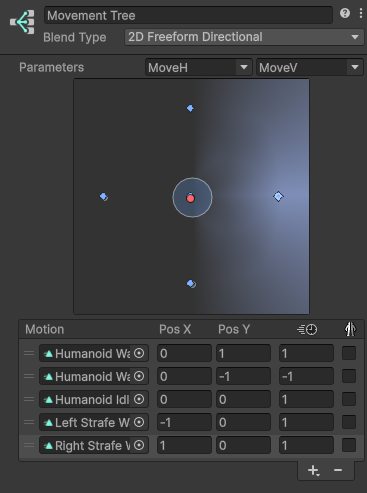 Movement Tree
Blend Type 2D Freeform Directional
Parameters MoveH MoveV
Motion Pos X Pos Y
Humanoid Wa 0 1 1
Humanoid Wa 0 -1 -1
Humanoid Idl 0 0 1
Left Strafe W -1 0 1
Right Strafe W 1 0 1